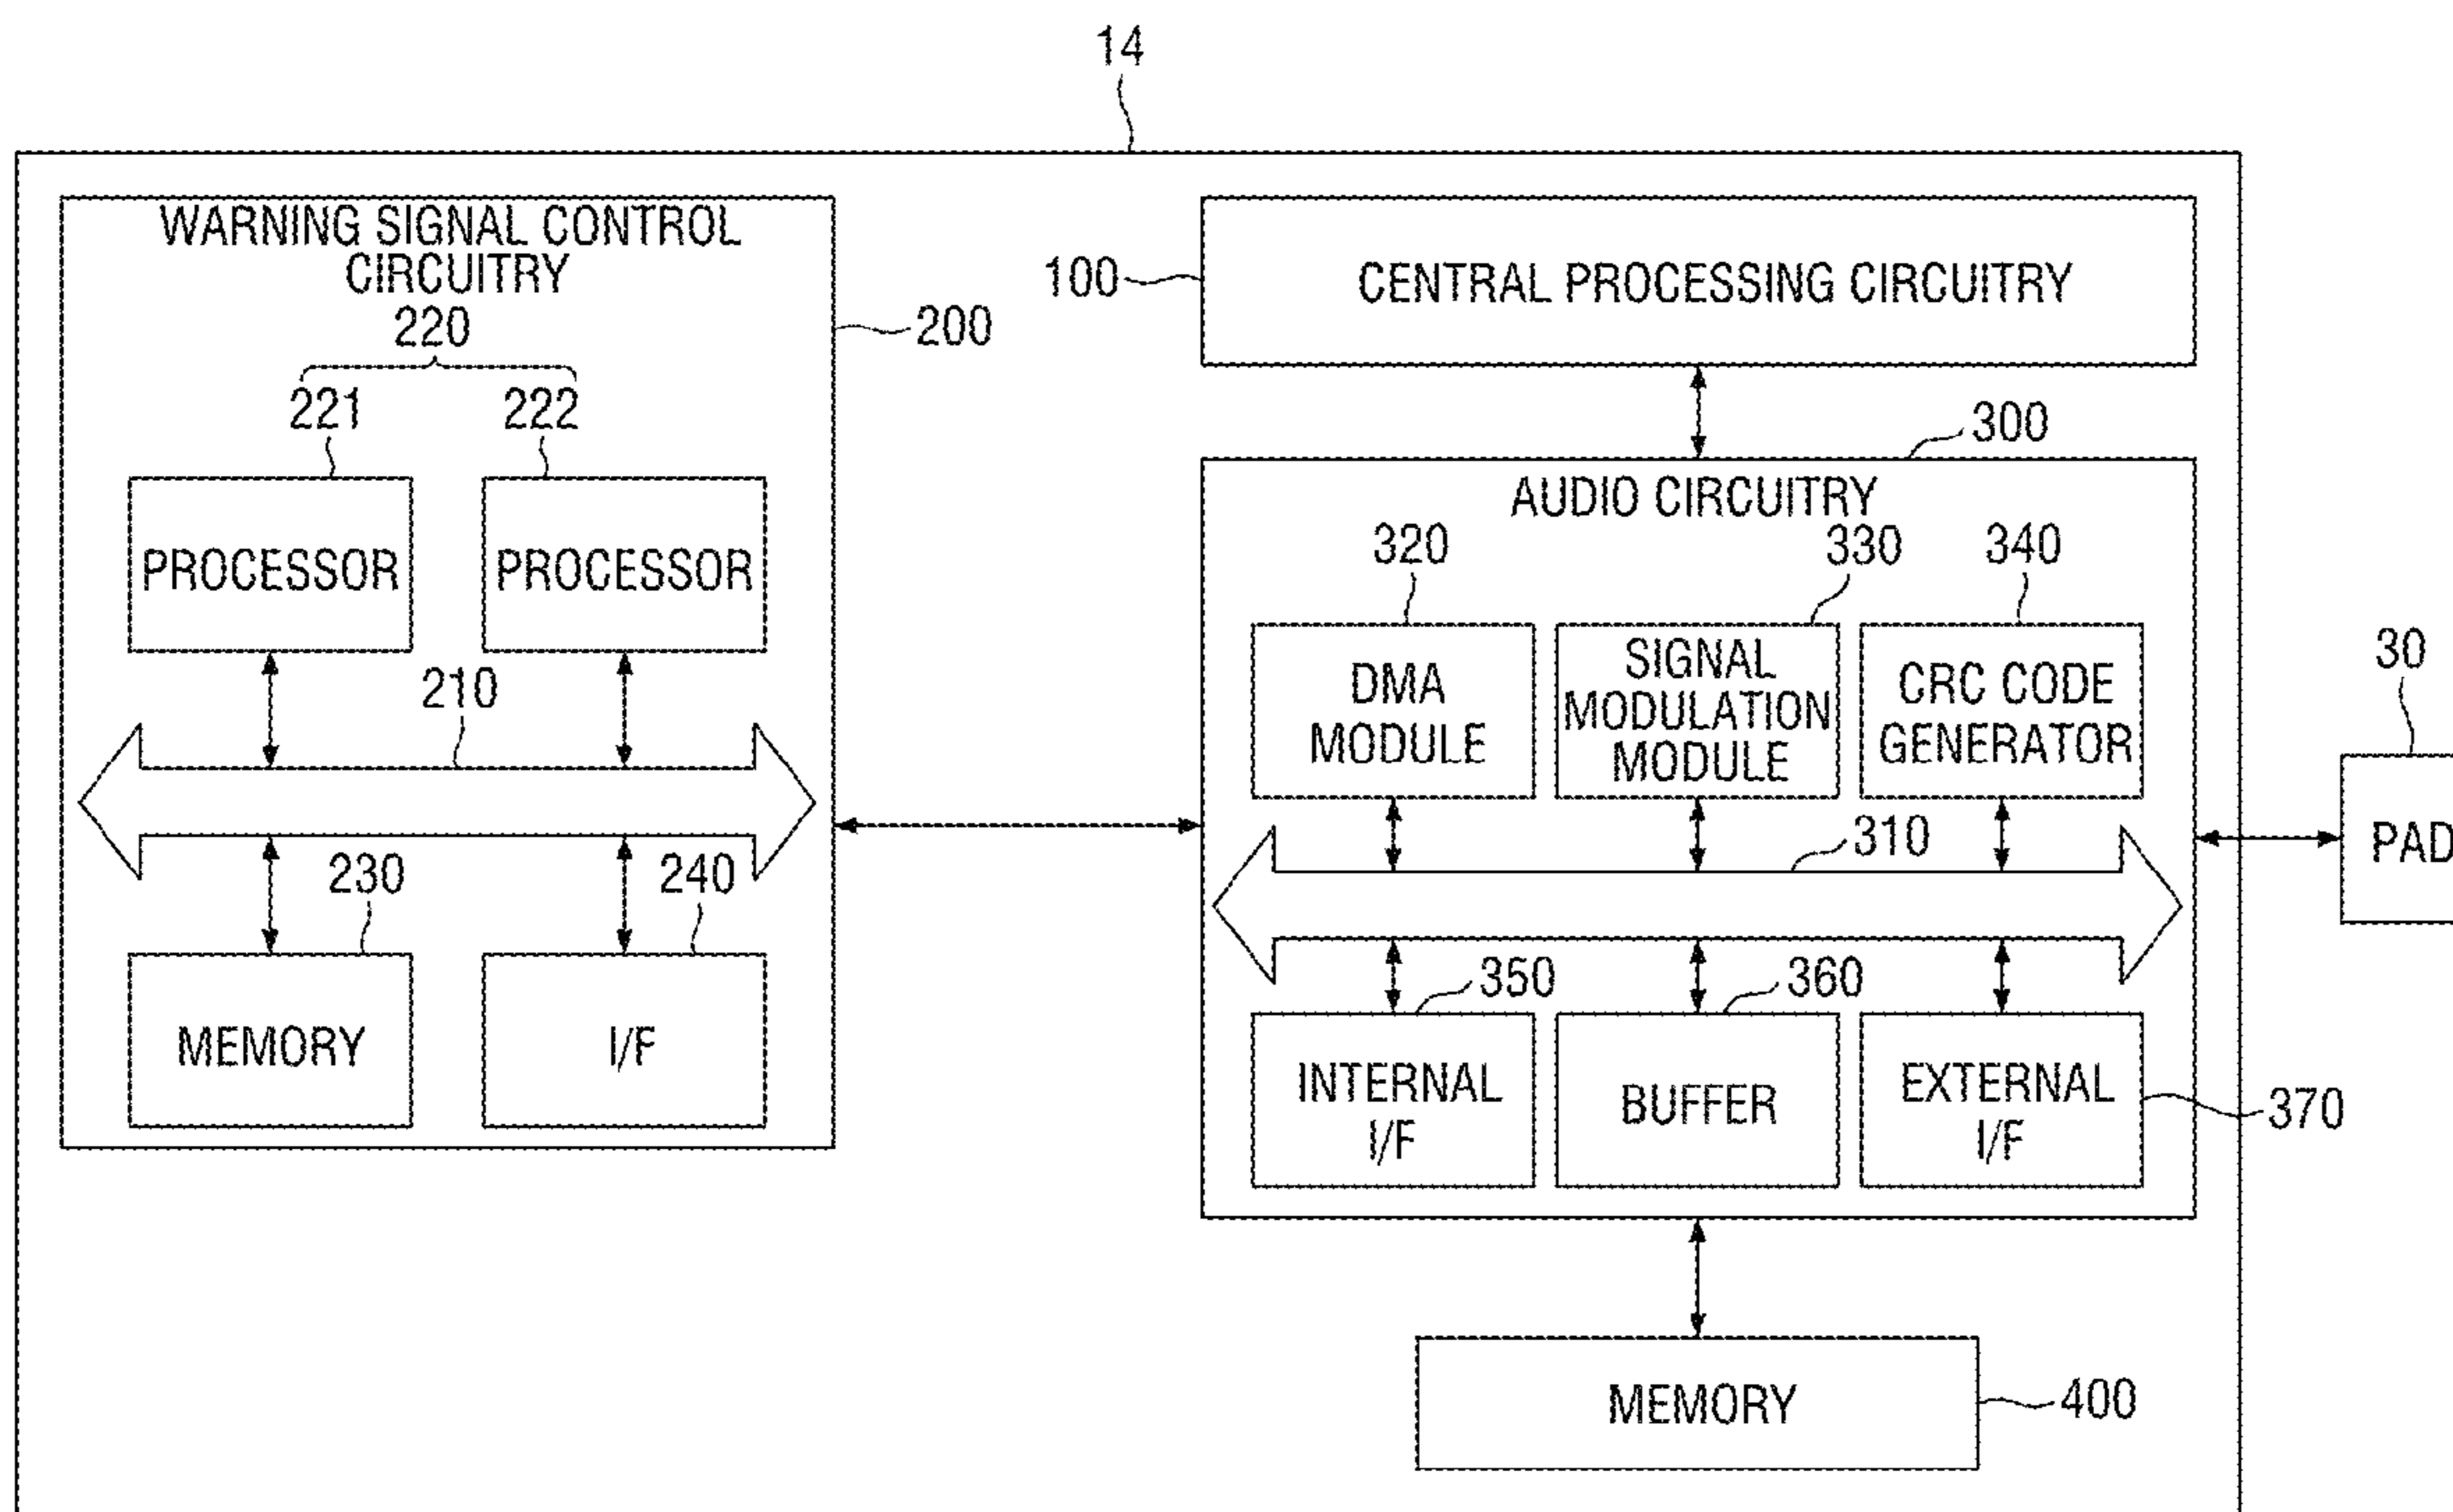 14
WARNING SIGNAL CONTROL
CIRCUITRY
220
221
222
200
PROCESSOR
PROCESSOR
210
230
240
MEMORY
I/F
100
CENTRAL PROCESSING CIRCUITRY
300
AUDIO CIRCUITRY
320
330
340
DMA
MODULE
SIGNAL
MODULATION
MODULE
CRC CODE
GENERATOR
310
350
360
INTERNAL
I/F
BUFFER
EXTERNAL
I/F
370
30
PAD
MEMORY
400